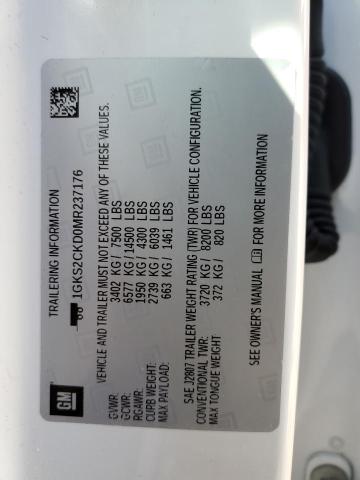 TRAILERING INFORMATION
1GKS2CKD0MR237176
VEHICLE AND TRAILER MUST NOT EXCEED ANY OF THESE VALUES.
GVWR: 3402 KG / 7500 LBS
GCWR: 6577 KG / 14500 LBS
RGAWR: 1950 KG / 4300 LBS
CURB WEIGHT: 2739 KG / 6039 LBS
MAX PAYLOAD: 663 KG / 1461 LBS
SAE J2807 TRAILER WEIGHT RATING (TWR) FOR VEHICLE CONFIGURATION.
CONVENTIONAL TWR: 3720 KG / 8200 LBS
MAX TONGUE WEIGHT: 372 KG / 820 LBS
SEE OWNER'S MANUAL FOR MORE INFORMATION
GM